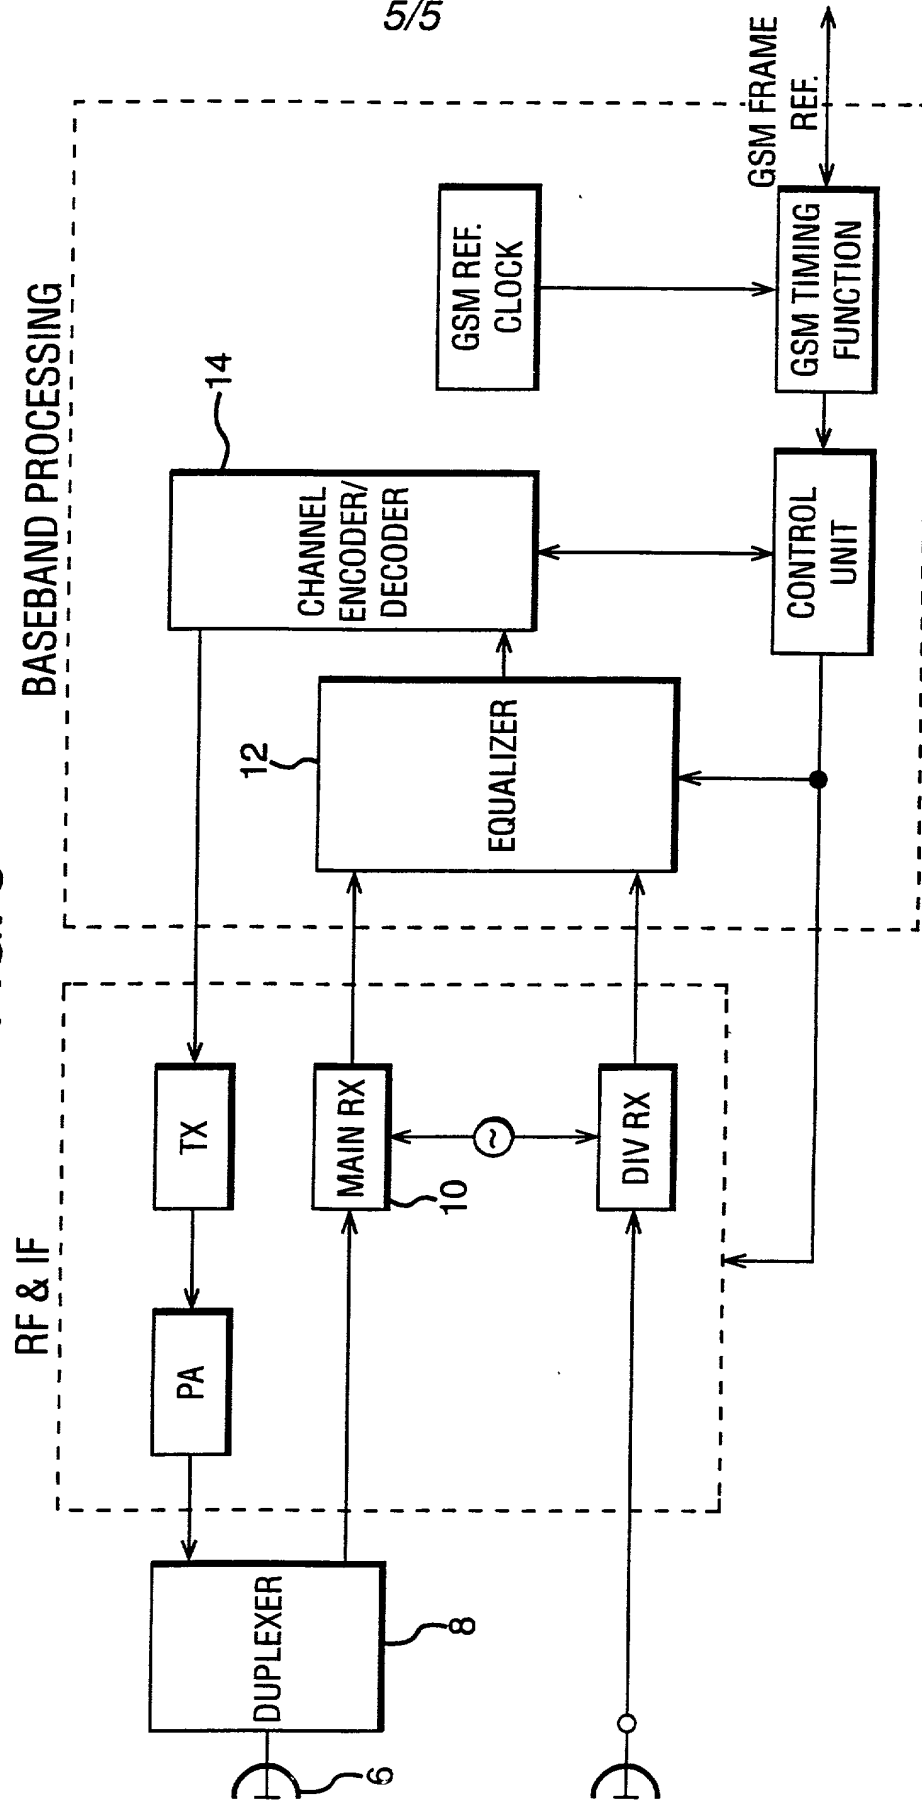 5/5
BASEBAND PROCESSING
RF & IF
GSM FRAME
REF.
GSM REF.
CLOCK
GSM TIMING
FUNCTION
14
CHANNEL
ENCODER/
DECODER
CONTROL
UNIT
12
EQUALIZER
TX
PA
MAIN RX
10
~
DIV RX
DUPLEXER
8
6